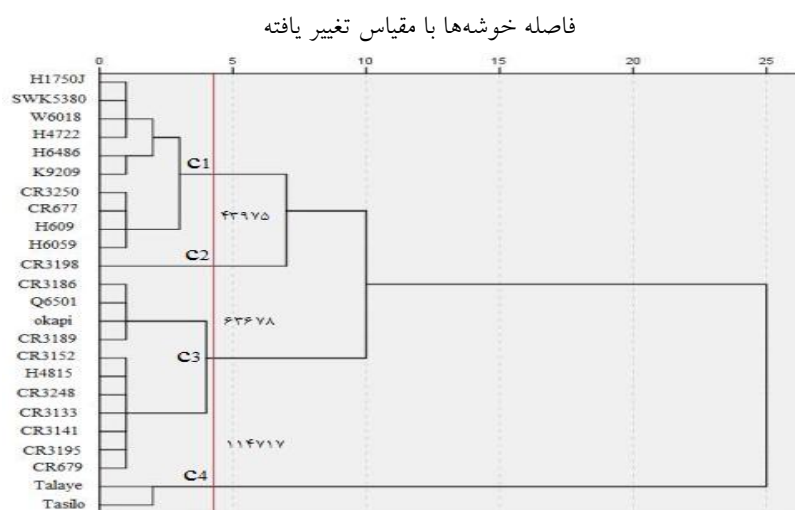 فاصله خوشه‌ها با مقیاس تغییر یافته
0 5 10 15 20 25
H1750J
SWK5380
W6018
H4722
H6486
K9209
C1
CR3250
CR677
۴۳۹۷۵
H609
H6059
C2
CR3198
CR3186
Q6501
okapi
۶۳۶۷۸
CR3189
CR3152
C3
H4815
CR3248
CR3133
CR3141
۱۱۴۷۱۷
CR3195
CR679
C4
Talaye
Tasilo